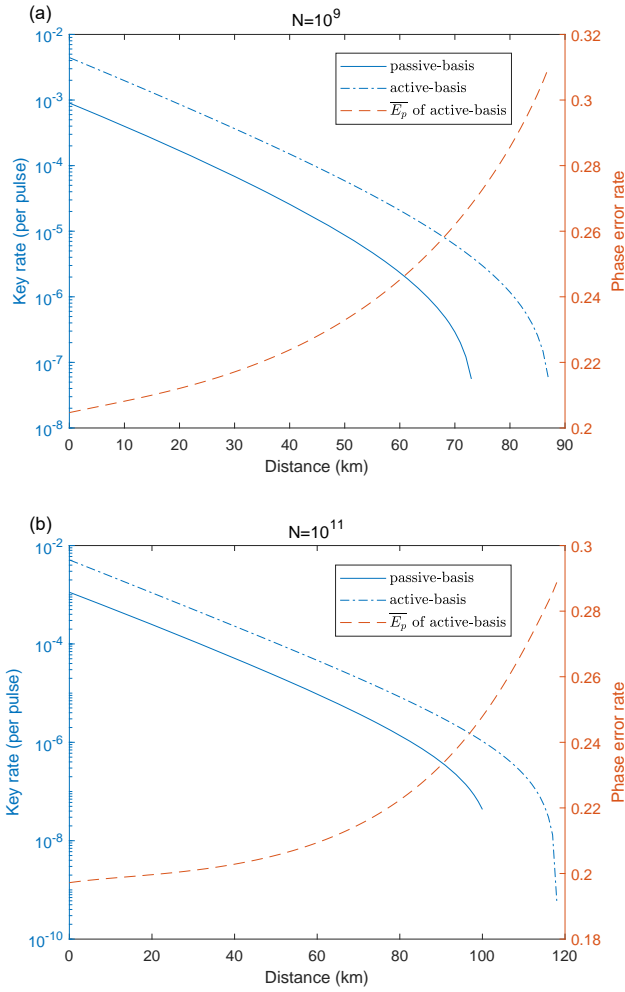 (a)
N=10^9
10^-2
10^-3
10^-4
10^-5
10^-6
10^-7
10^-8
Key rate (per pulse)
passive-basis
active-basis
\overline{E_p} of active-basis
0.32
0.3
0.28
0.26
0.24
0.22
0.2
Phase error rate
0 10 20 30 40 50 60 70 80 90
Distance (km)
(b)
N=10^11
10^-2
10^-4
10^-6
10^-8
10^-10
Key rate (per pulse)
passive-basis
active-basis
\overline{E_p} of active-basis
0.3
0.28
0.26
0.24
0.22
0.2
0.18
Phase error rate
0 20 40 60 80 100 120
Distance (km)